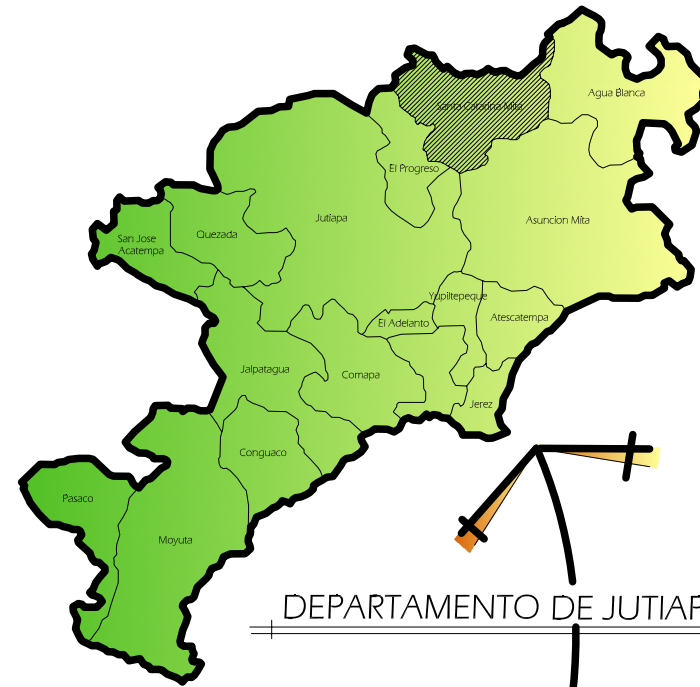 Agua Blanca
Santa Catarina Mita
El Progreso
Jutiapa
Asuncion Mita
Quezada
San Jose
Acatempa
Yupiltepeque
El Adelanto
Atescatempa
Jalpatagua
Comapa
Jerez
Conguaco
Pasaco
Moyuta
DEPARTAMENTO DE JUTIAP